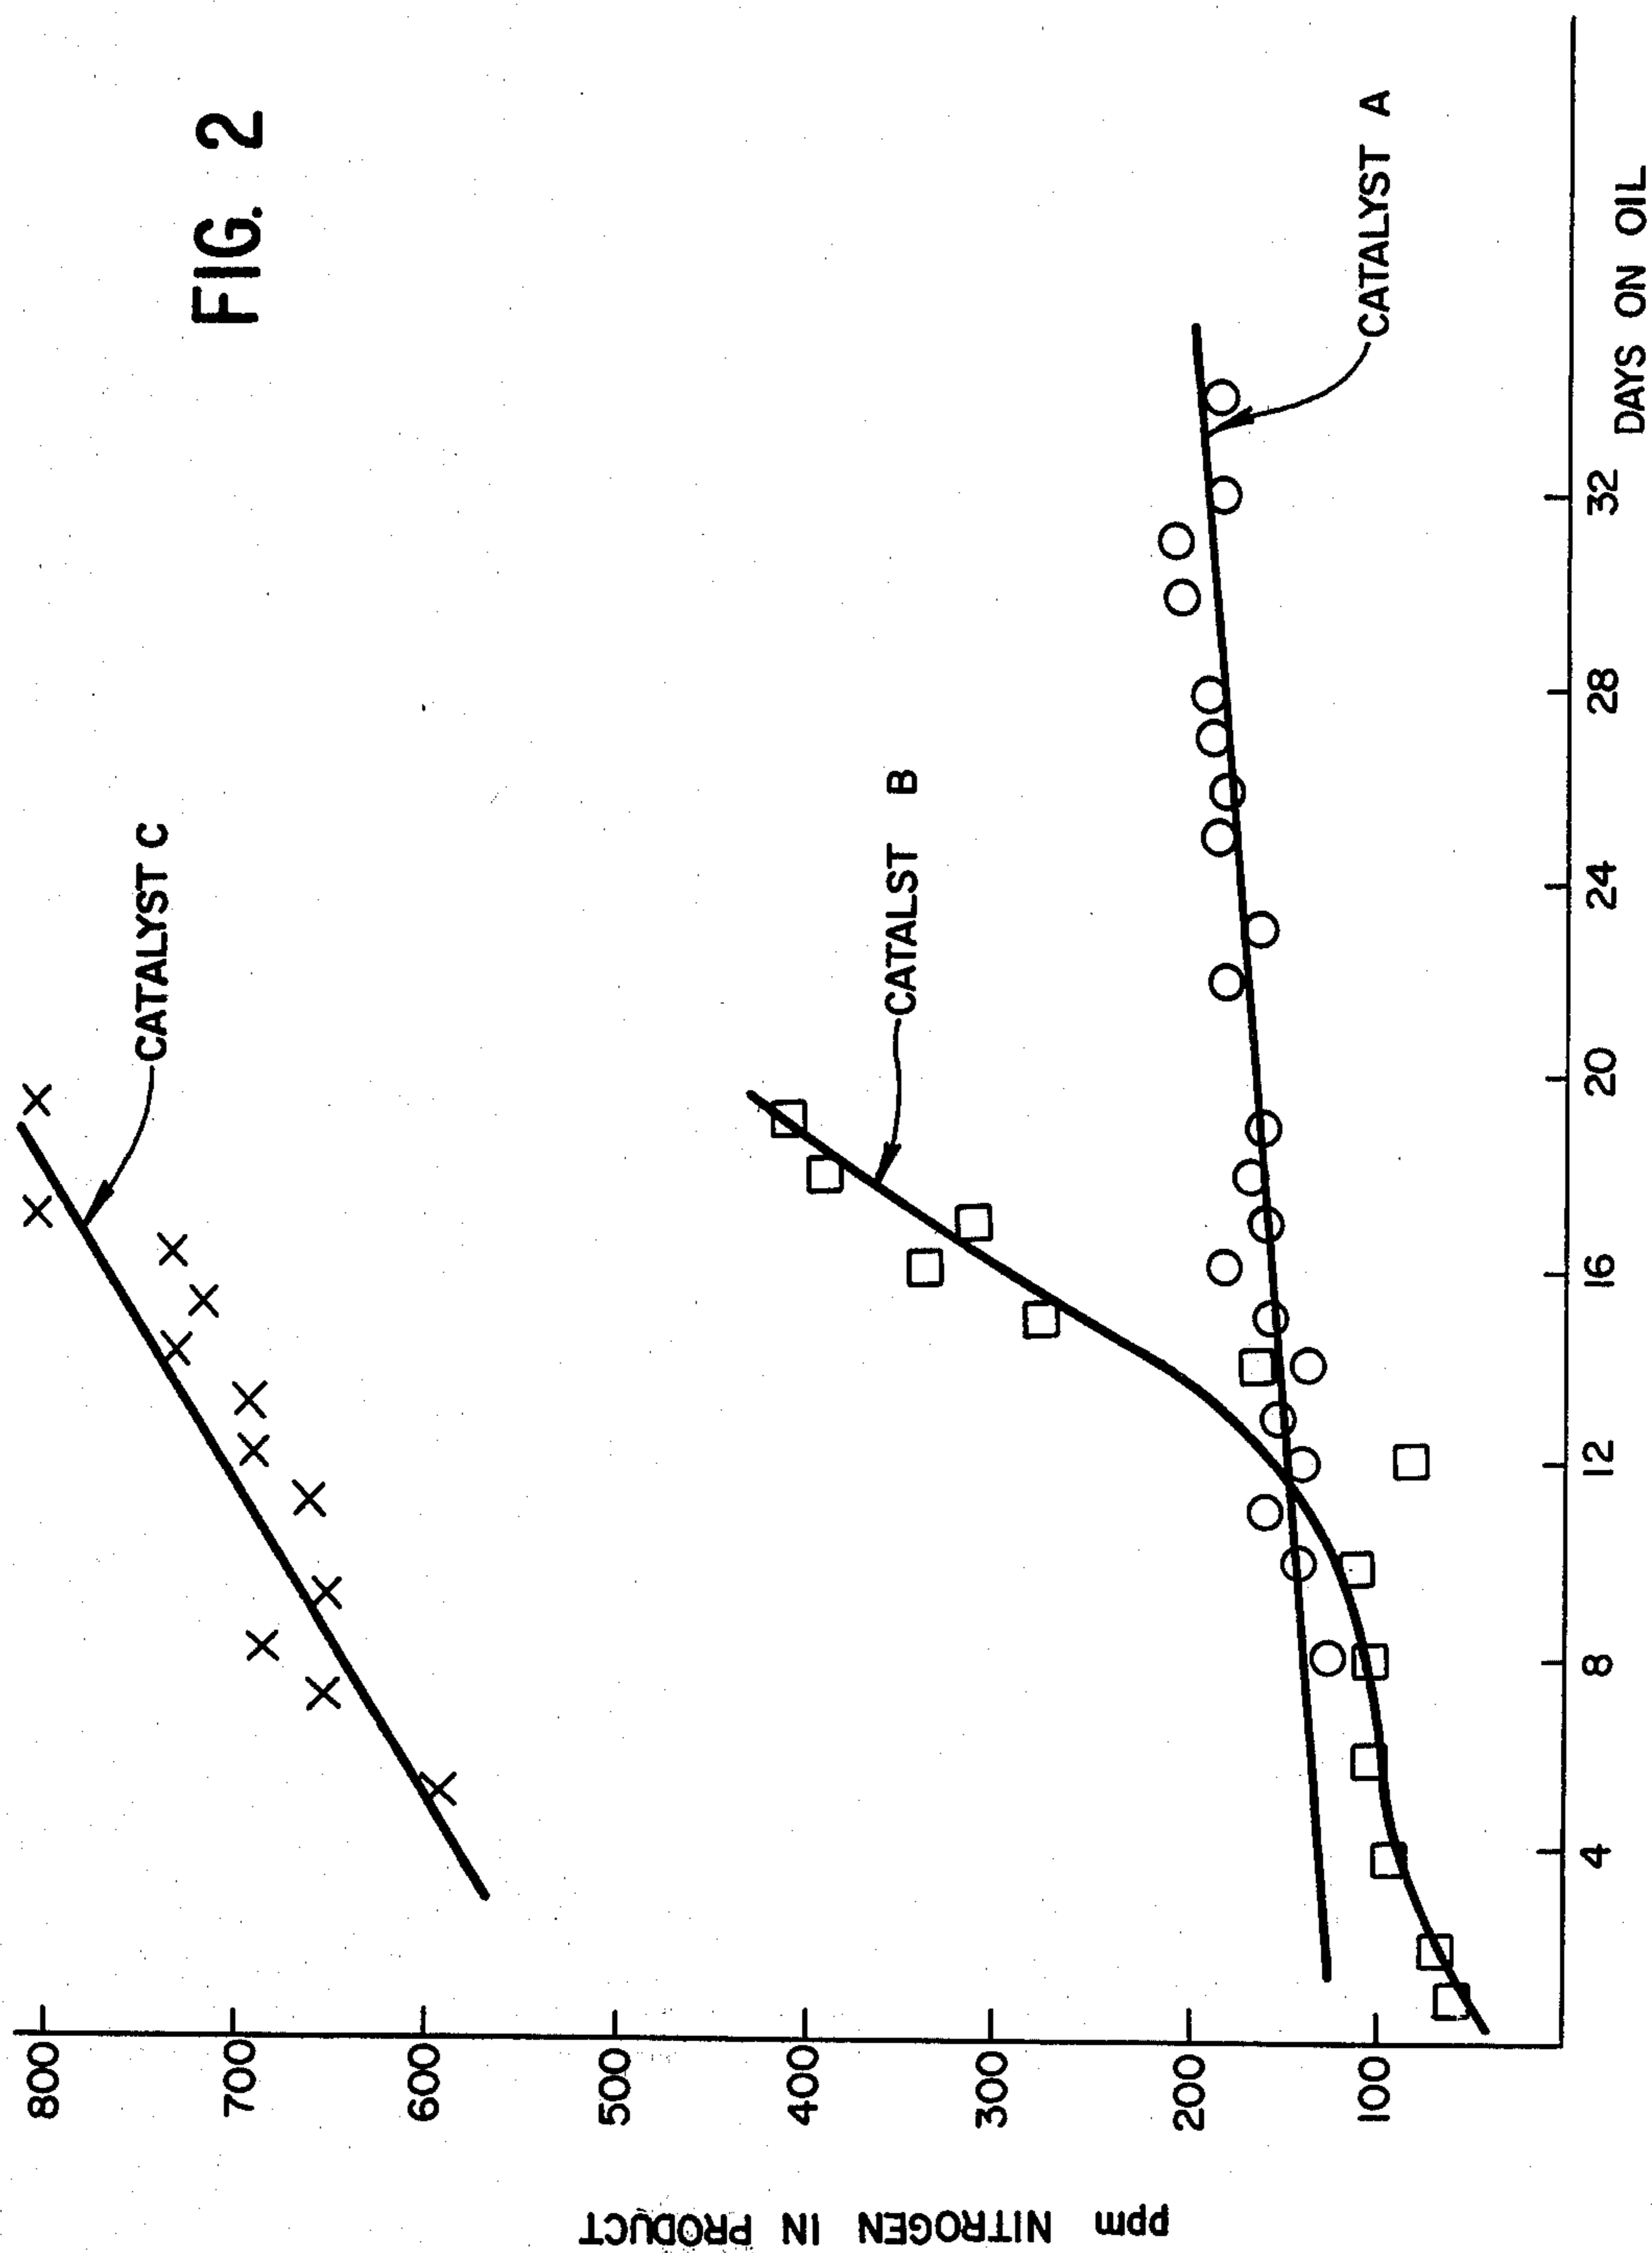 FIG. 2
CATALYST C
CATALST B
CATALYST A
800
700
600
500
400
300
200
100
4
8
12
16
20
24
28
32
DAYS ON OIL
ppm NITROGEN IN PRODUCT